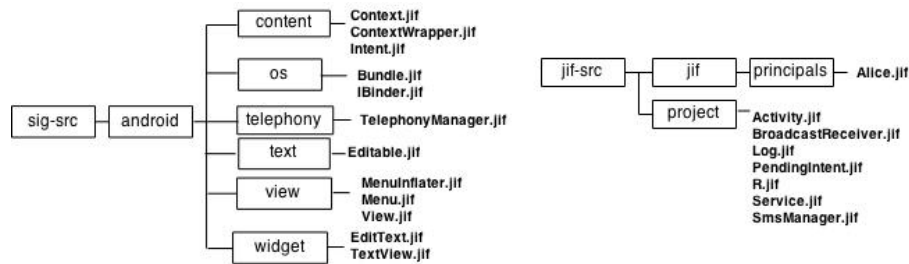 sig-src
android
content
Context.jif
ContextWrapper.jif
Intent.jif
os
Bundle.jif
IBinder.jif
telephony
TelephonyManager.jif
text
Editable.jif
view
MenuInflater.jif
Menu.jif
View.jif
widget
EditText.jif
TextView.jif
jif-src
jif
principals
Alice.jif
project
Activity.jif
BroadcastReceiver.jif
Log.jif
PendingIntent.jif
R.jif
Service.jif
SmsManager.jif